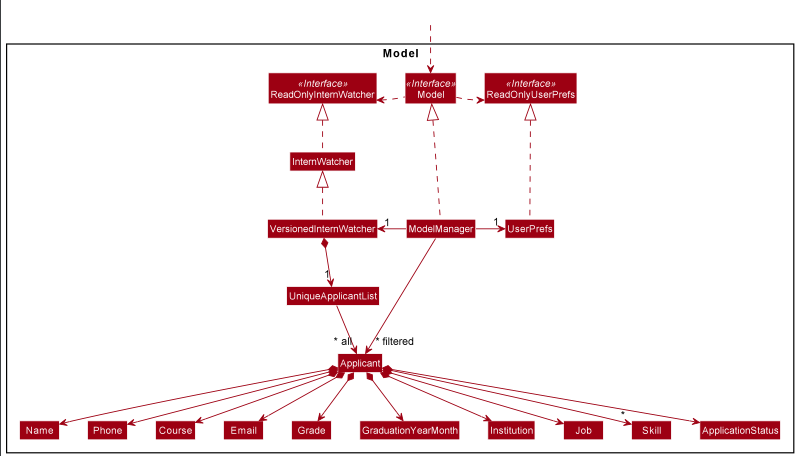 Model
«Interface»
ReadOnlyInternWatcher
«Interface»
Model
«Interface»
ReadOnlyUserPrefs
InternWatcher
VersionedInternWatcher
1
ModelManager
1
UserPrefs
1
UniqueApplicantList
* all
* filtered
Applicant
*
Name
Phone
Course
Email
Grade
GraduationYearMonth
Institution
Job
Skill
ApplicationStatus